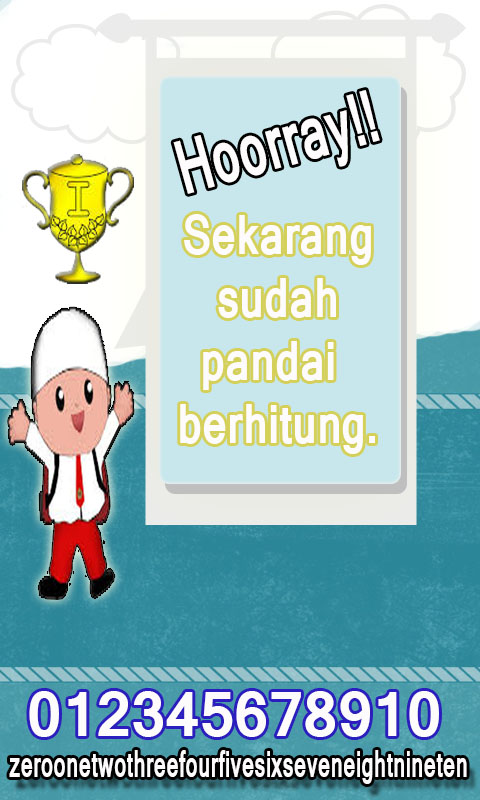 Hoorray!!
I
Sekarang
sudah
pandai
berhitung.
012345678910
zeroonetwothreefourfivesixseveneightnineten